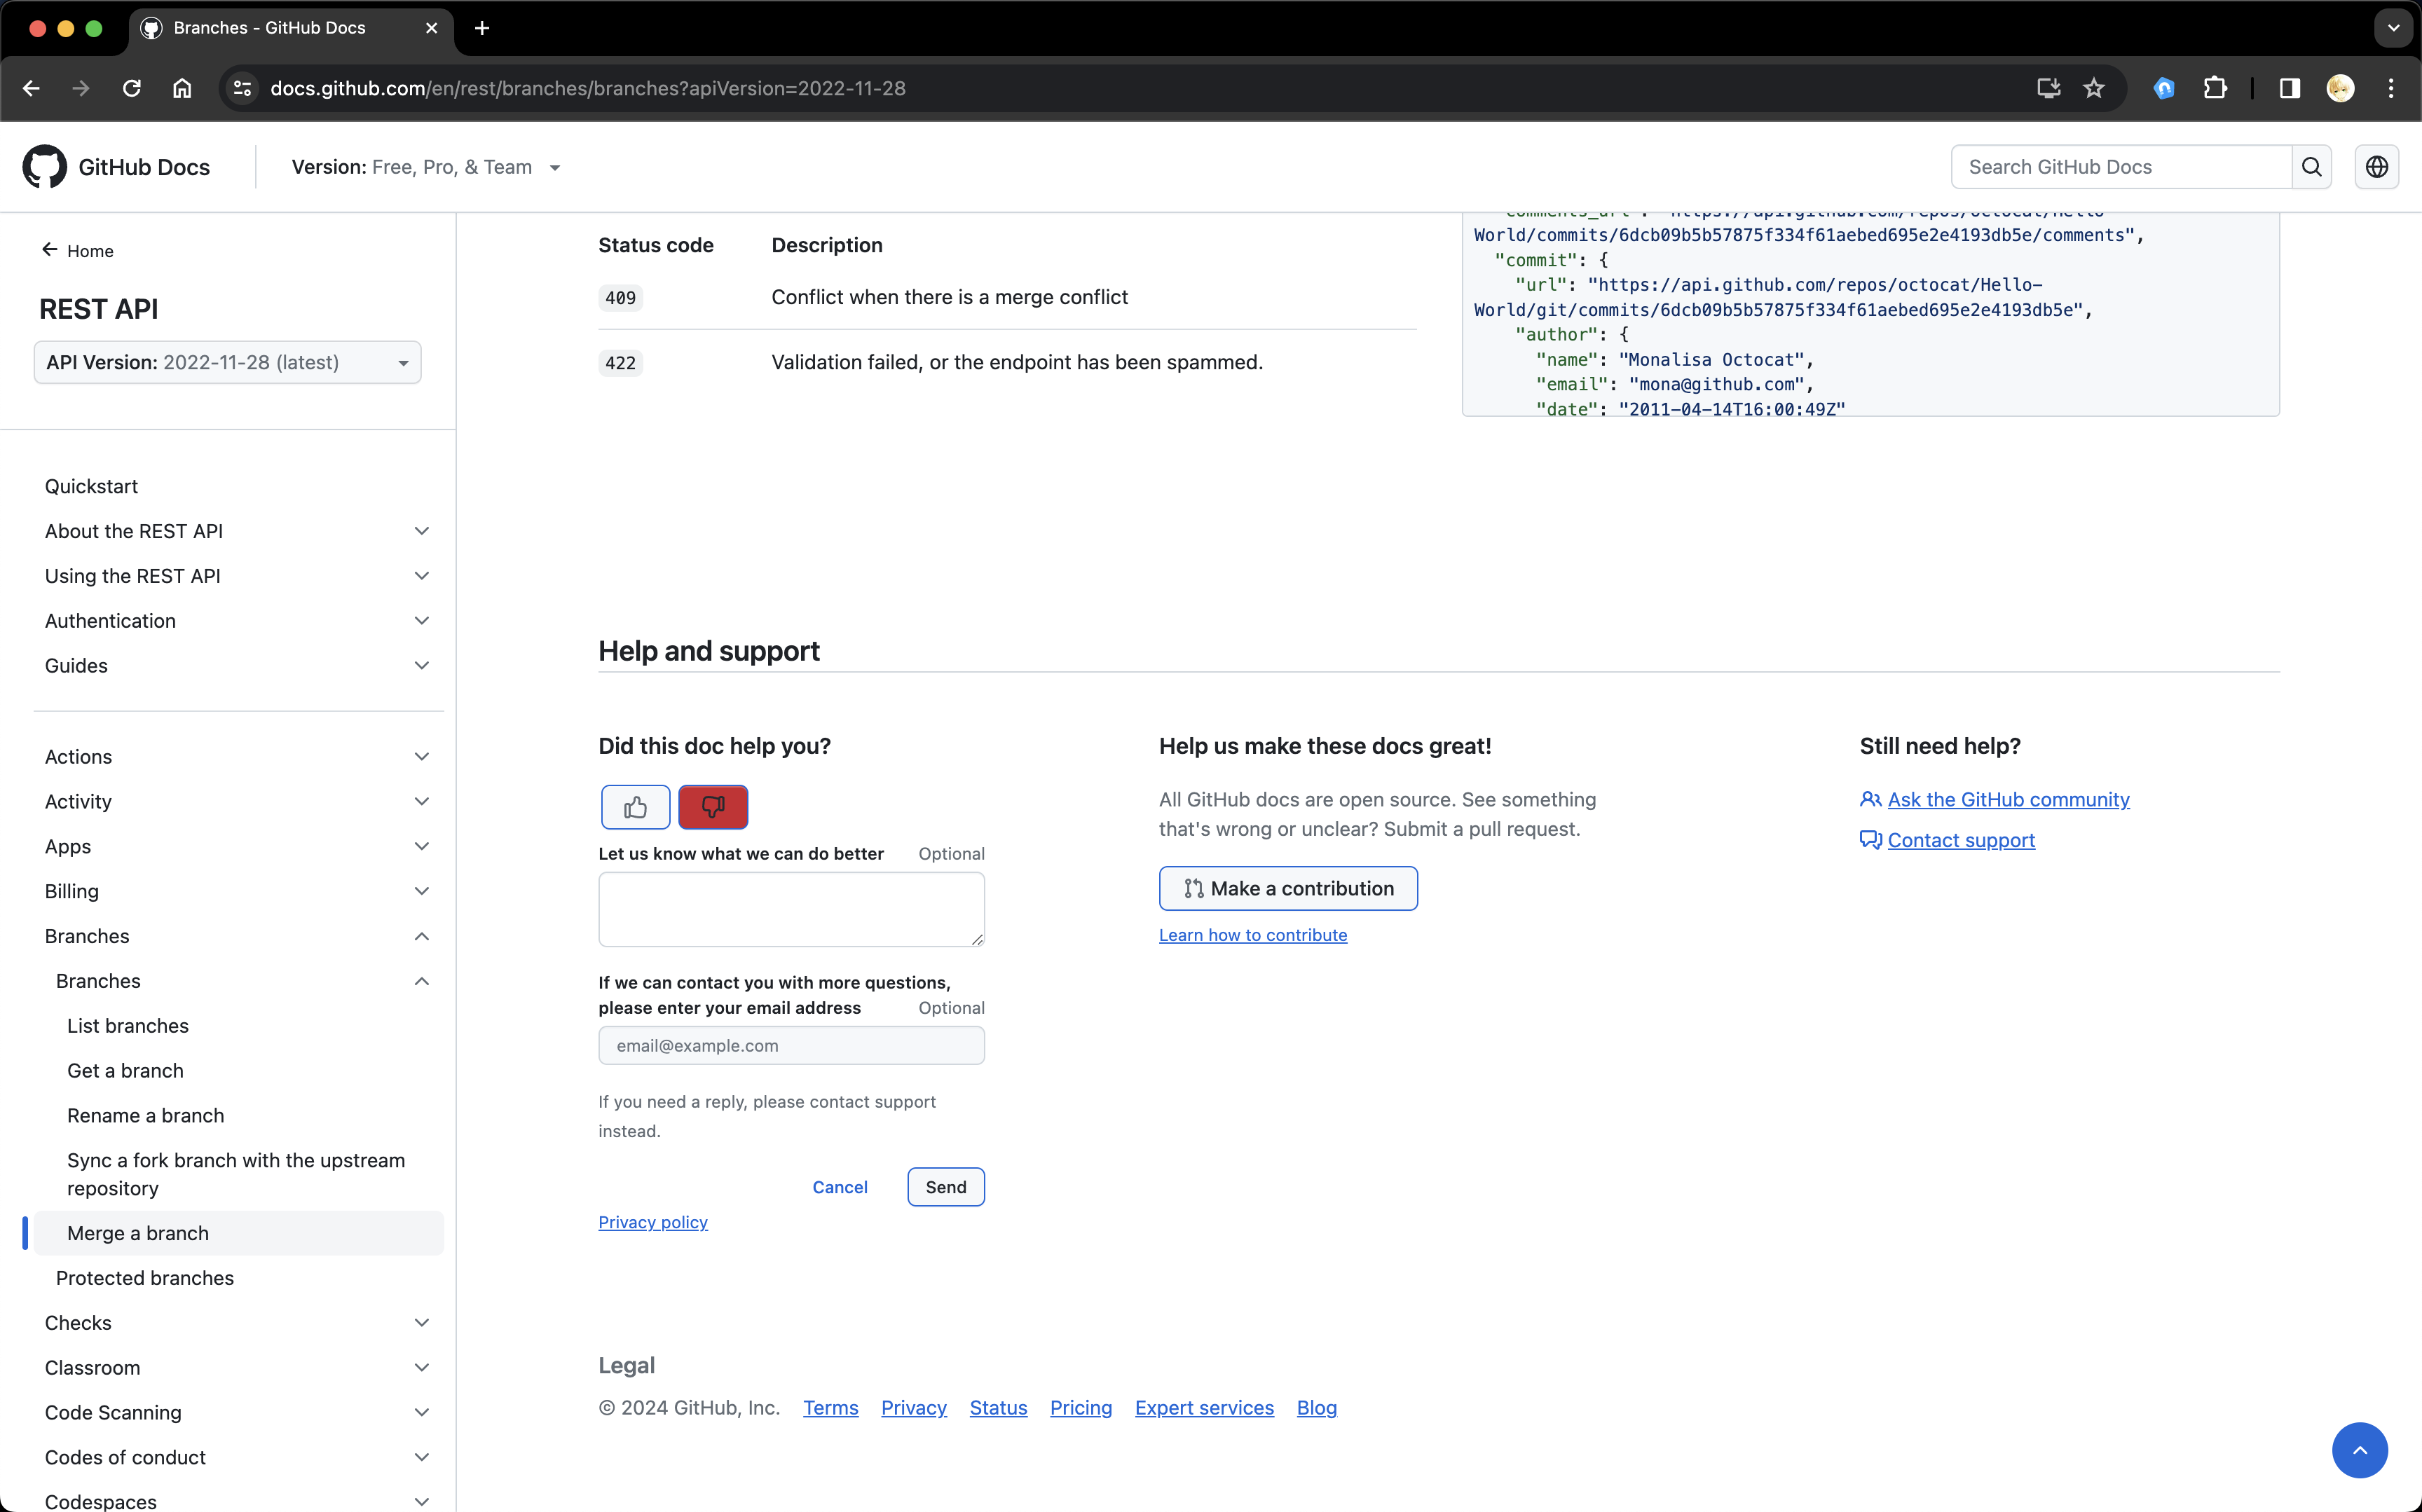 Branches - GitHub Docs
docs.github.com/en/rest/branches/branches?apiVersion=2022-11-28
GitHub Docs
Version: Free, Pro, & Team
Search GitHub Docs
Home
REST API
API Version: 2022-11-28 (latest)
Quickstart
About the REST API
Using the REST API
Authentication
Guides
Actions
Activity
Apps
Billing
Branches
Branches
List branches
Get a branch
Rename a branch
Sync a fork branch with the upstream
repository
Merge a branch
Protected branches
Checks
Classroom
Code Scanning
Codes of conduct
Codespaces
Status code Description
409 Conflict when there is a merge conflict
422 Validation failed, or the endpoint has been spammed.
"comments_url": "https://api.github.com/repos/octocat/Hello-
World/commits/6dcb09b5b57875f334f61aebed695e2e4193db5e/comments",
"commit": {
"url": "https://api.github.com/repos/octocat/Hello-
World/git/commits/6dcb09b5b57875f334f61aebed695e2e4193db5e",
"author": {
"name": "Monalisa Octocat",
"email": "mona@github.com",
"date": "2011-04-14T16:00:49Z"
Help and support
Did this doc help you?
Let us know what we can do better Optional
If we can contact you with more questions,
please enter your email address Optional
email@example.com
If you need a reply, please contact support
instead.
Cancel Send
Privacy policy
Help us make these docs great!
All GitHub docs are open source. See something
that's wrong or unclear? Submit a pull request.
Make a contribution
Learn how to contribute
Still need help?
Ask the GitHub community
Contact support
Legal
© 2024 GitHub, Inc. Terms Privacy Status Pricing Expert services Blog